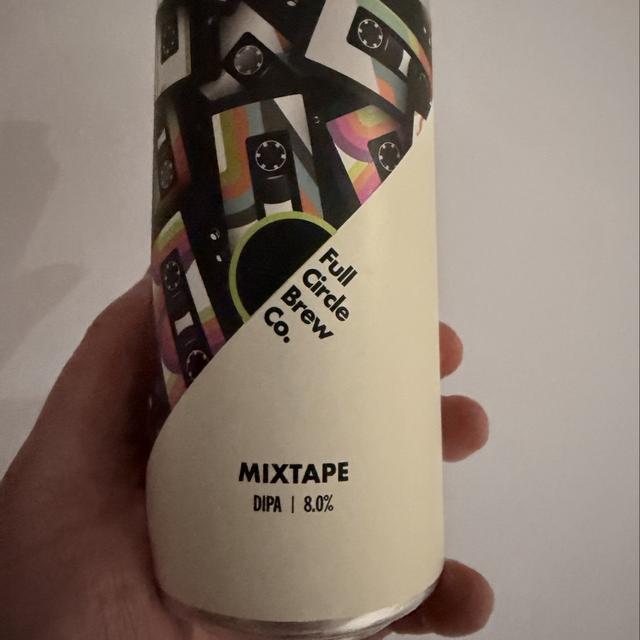 Full
Circle
Brew
Co.
MIXTAPE
DIPA | 8.0%